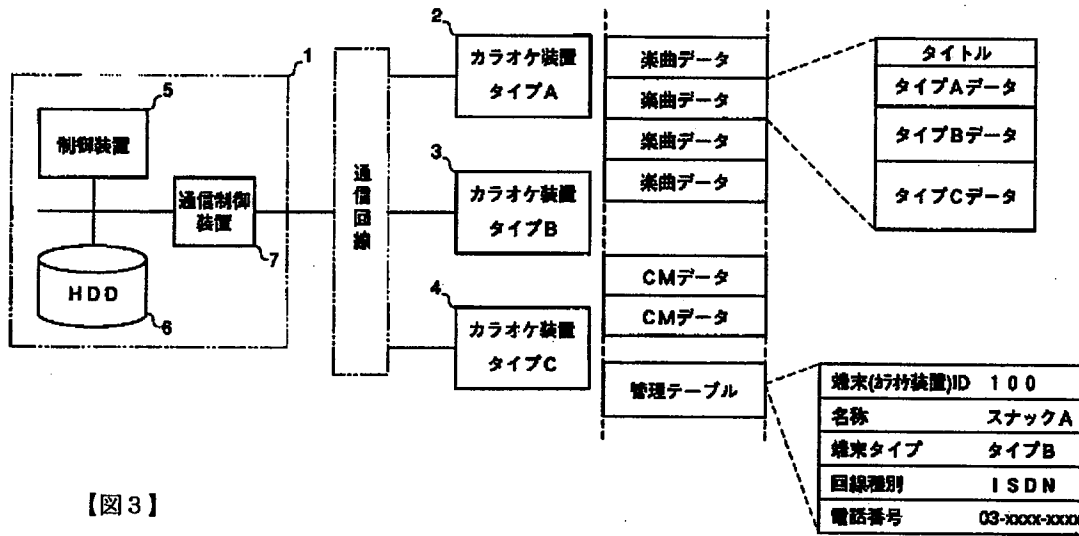 1
5
制御装置
通信制御
装置
7
HDD
6
通信回線
2
カラオケ装置
タイプA
3
カラオケ装置
タイプB
4
カラオケ装置
タイプC
楽曲データ
楽曲データ
楽曲データ
楽曲データ
CMデータ
CMデータ
管理テーブル
タイトル
タイプAデータ
タイプBデータ
タイプCデータ
端末(カラオケ装置)ID 100
名称 スナックA
端末タイプ タイプB
回線種別 ISDN
電話番号 03-xxxx-xxxx
【図3】